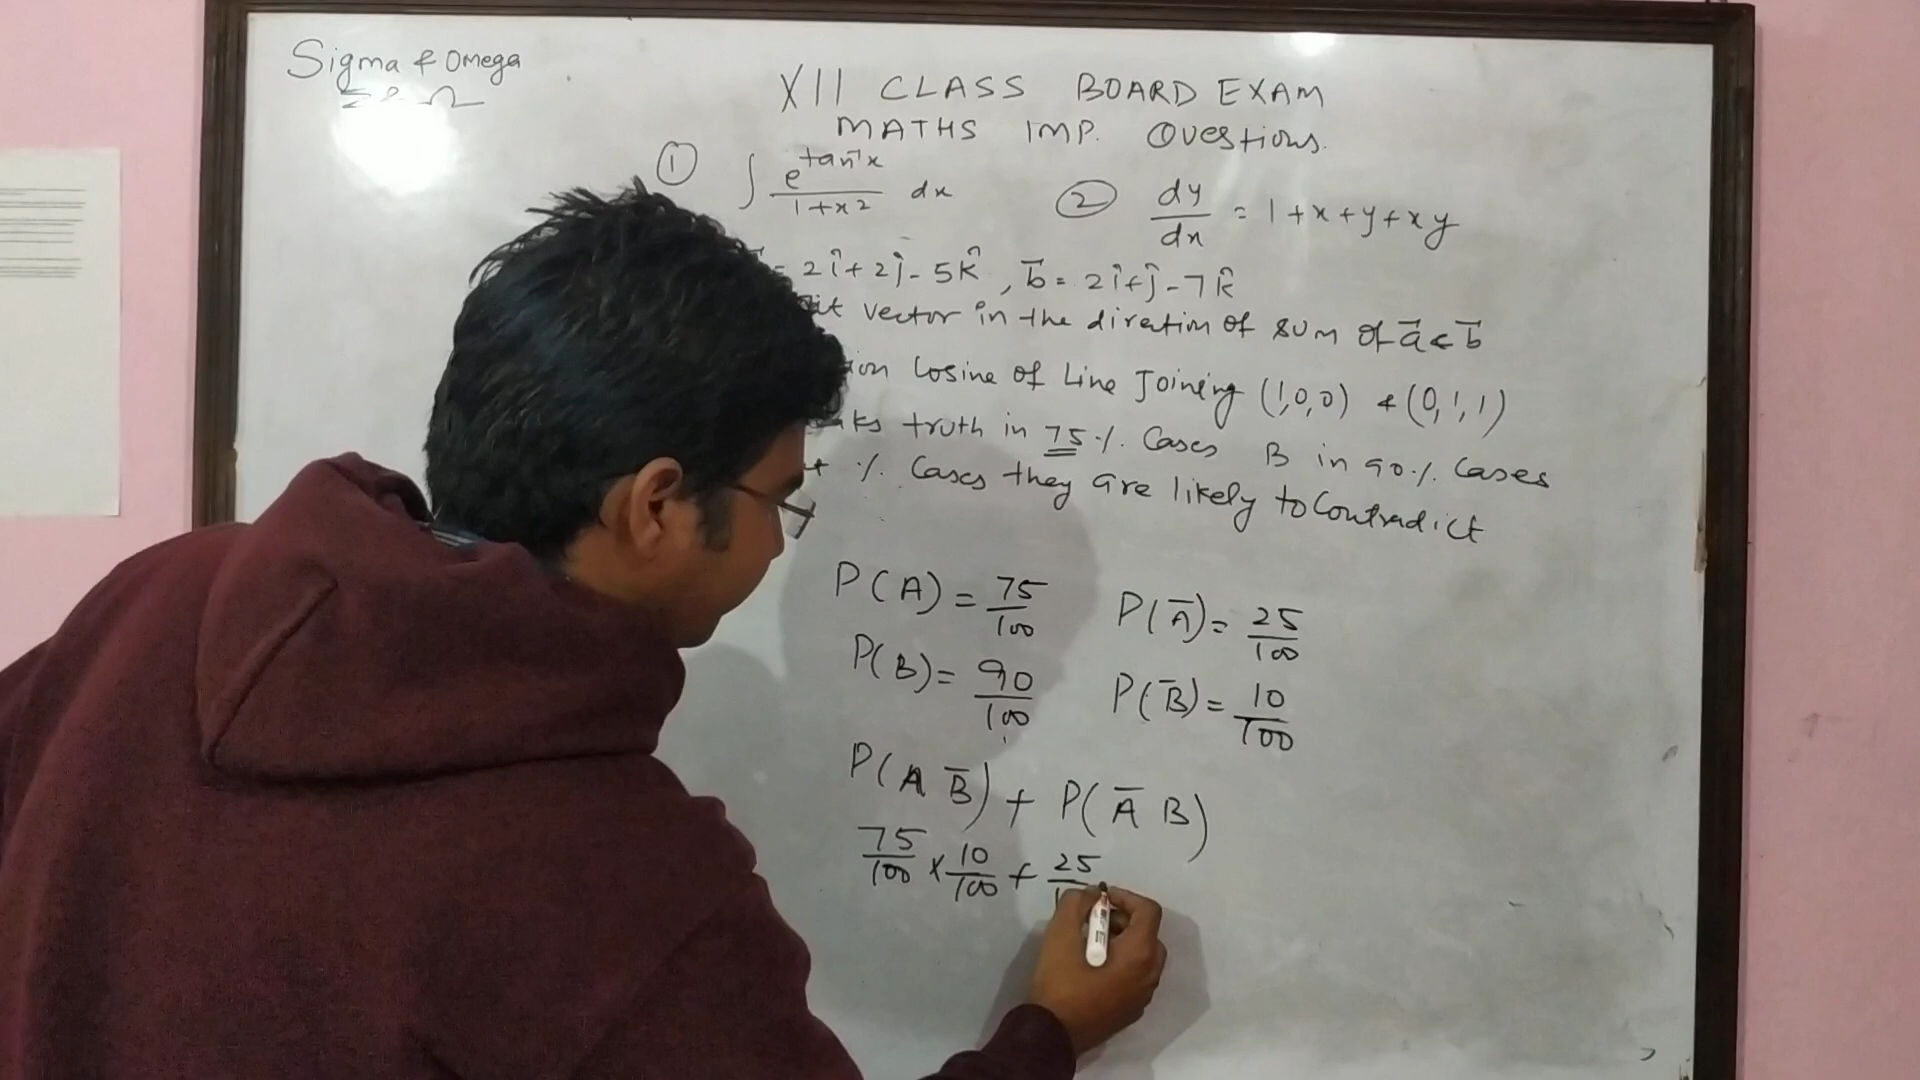 Sigma & Omega
Σ & Ω
XII CLASS BOARD EXAM
MATHS IMP. Questions.
① ∫ e^tan⁻¹x / 1+x2 dx
② dy/dx = 1+x+y+xy
= 2î+2ĵ-5k̂, b⃗= 2î+ĵ-7k̂
vector in the direction of sum of a⃗ & b⃗
Cosine of Line Joining (1,0,0) & (0,1,1)
truth in 75%. Cases B in 90%. Cases
%. Cases they are likely to Contradict
P(A) = 75/100 P(A̅)= 25/100
P(B)= 90/100 P(B̅)= 10/100
P(A B̅) + P(A̅ B)
75/100 × 10/100 + 25